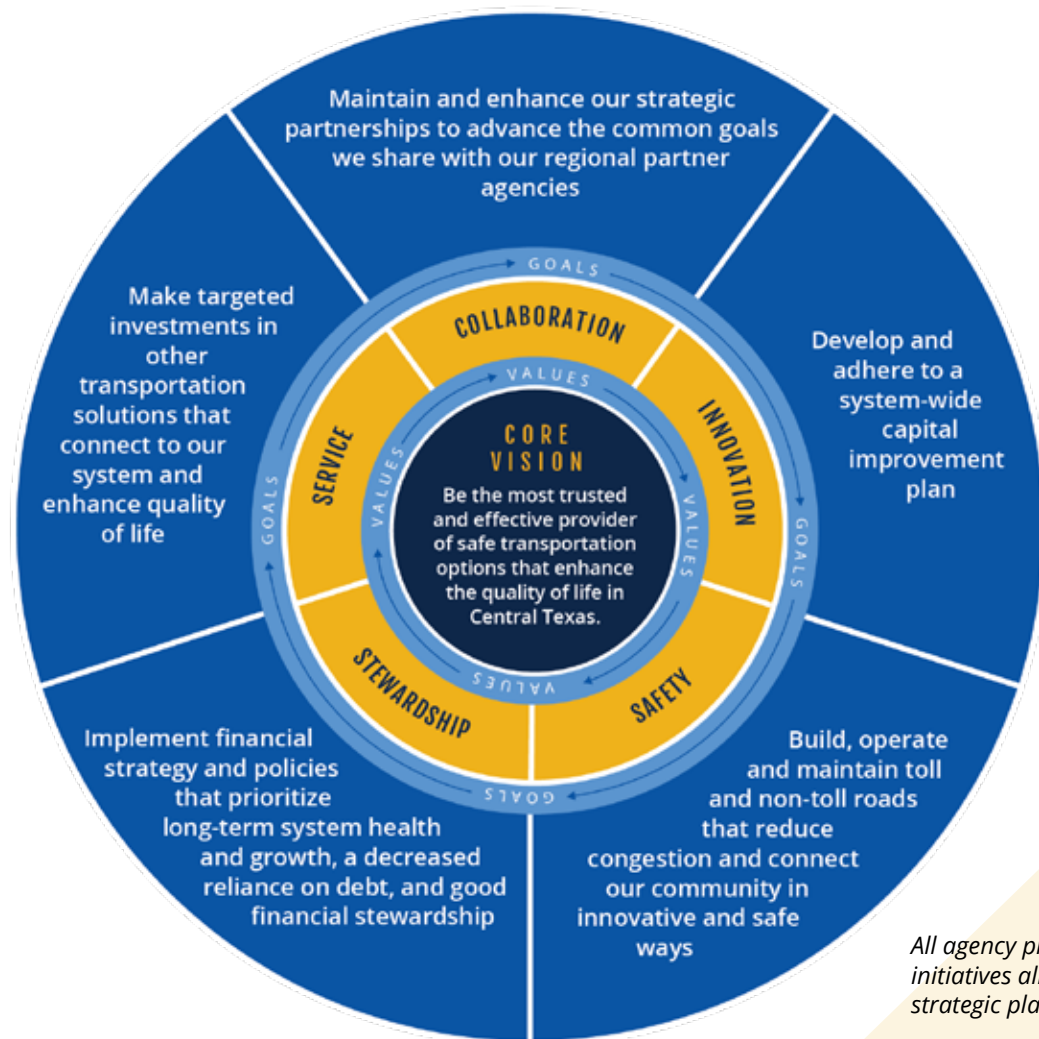 Maintain and enhance our strategic
partnerships to advance the common goals
we share with our regional partner
agencies
Make targeted
investments in
other
transportation
solutions that
connect to our
system and
enhance quality
of life
Develop and
adhere to a
system-wide
capital
improvement
plan
GOALS
GOALS
GOALS
GOALS
COLLABORATION
INNOVATION
SAFETY
STEWARDSHIP
SERVICE
VALUES
VALUES
VALUES
VALUES
CORE
VISION
Be the most trusted
and effective provider
of safe transportation
options that enhance
the quality of life in
Central Texas.
Implement financial
strategy and policies
that prioritize
long-term system health
and growth, a decreased
reliance on debt, and good
financial stewardship
Build, operate
and maintain toll
and non-toll roads
that reduce
congestion and connect
our community in
innovative and safe
ways
All agency
initiatives
strategic